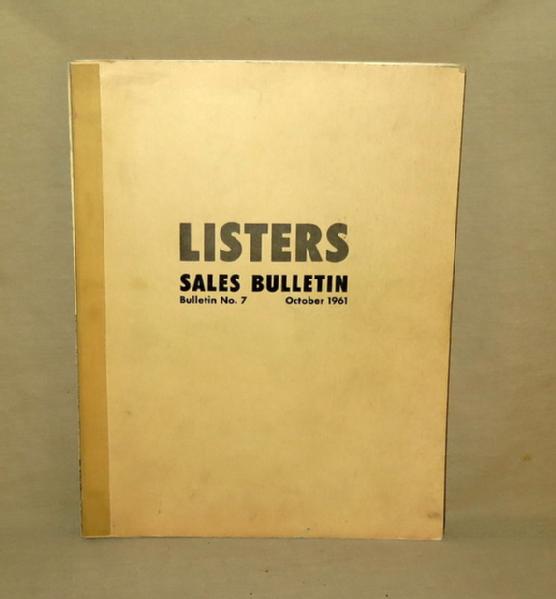 LISTERS
SALES BULLETIN
Bulletin No. 7 October 1961